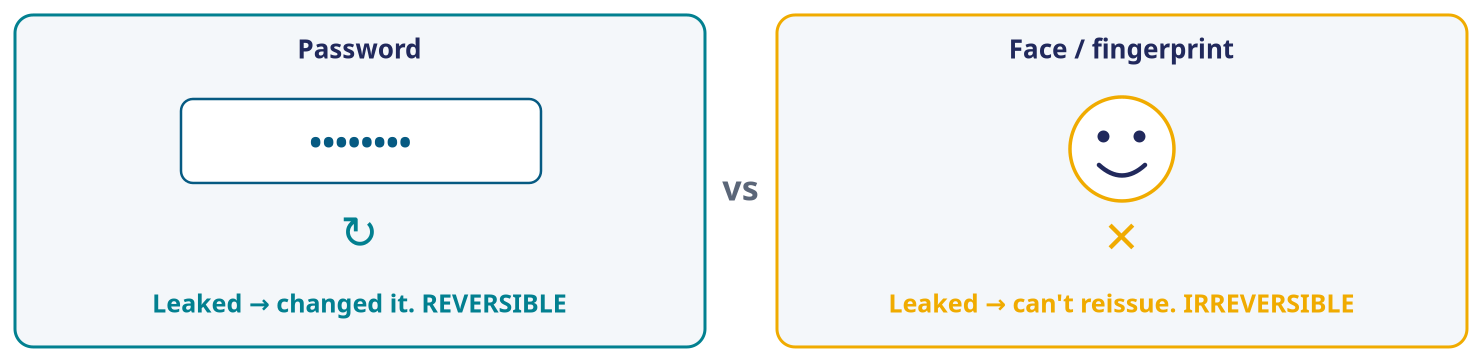 Password
••••••••
↻
Leaked → changed it. REVERSIBLE
vs
Face / fingerprint
✕
Leaked → can't reissue. IRREVERSIBLE